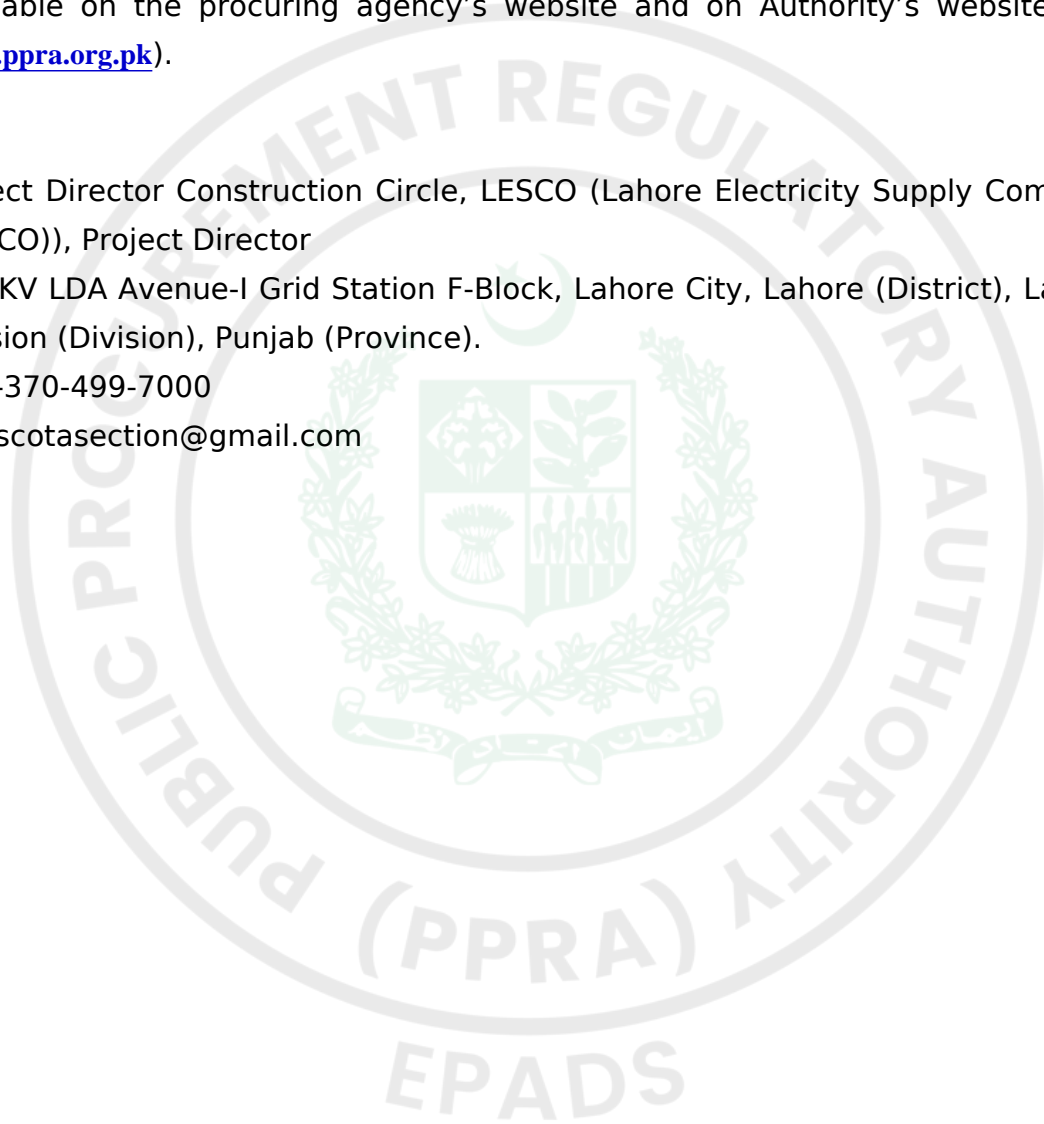 able on the procuring agency's website and on Authority's website
.ppra.org.pk).
ect Director Construction Circle, LESCO (Lahore Electricity Supply Com
CO)), Project Director
KV LDA Avenue-I Grid Station F-Block, Lahore City, Lahore (District), La
sion (Division), Punjab (Province).
-370-499-7000
scotasection@gmail.com
PUBLIC PROCUREMENT REGULATORY AUTHORITY
(PPRA)
EPADS